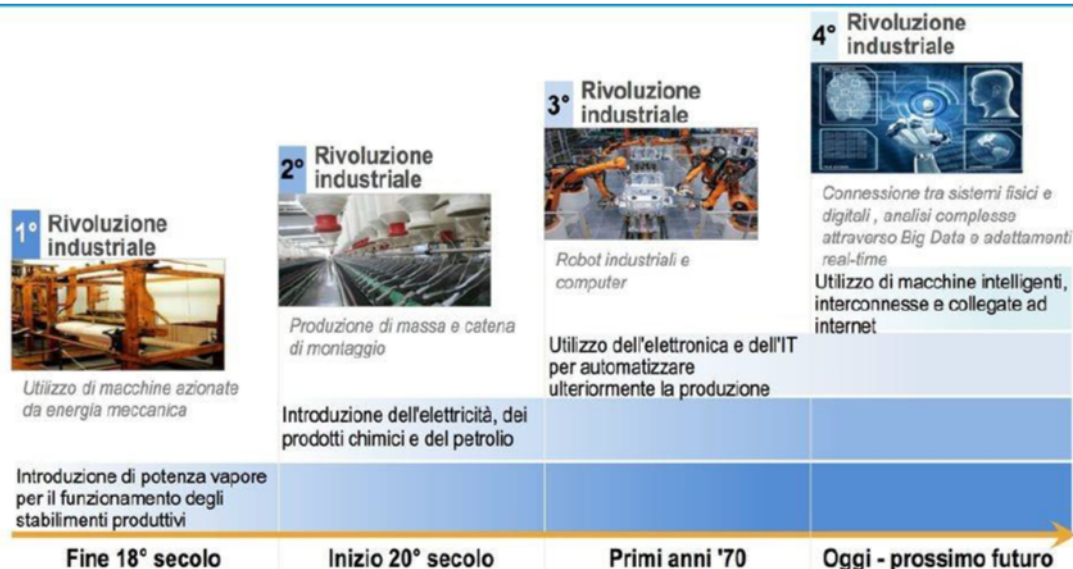 1° Rivoluzione
industriale
Utilizzo di macchine azionate
da energia meccanica
Introduzione di potenza vapore
per il funzionamento degli
stabilimenti produttivi
Fine 18° secolo
2° Rivoluzione
industriale
Produzione di massa e catena
di montaggio
Introduzione dell'elettricità, dei
prodotti chimici e del petrolio
Inizio 20° secolo
3° Rivoluzione
industriale
Robot industriali e
computer
Utilizzo dell'elettronica e dell'IT
per automatizzare
ulteriormente la produzione
Primi anni '70
4° Rivoluzione
industriale
Connessione tra sistemi fisici e
digitali , analisi complesse
attraverso Big Data e adattamenti
real-time
Utilizzo di macchine intelligenti,
interconnesse e collegate ad
internet
Oggi - prossimo futuro